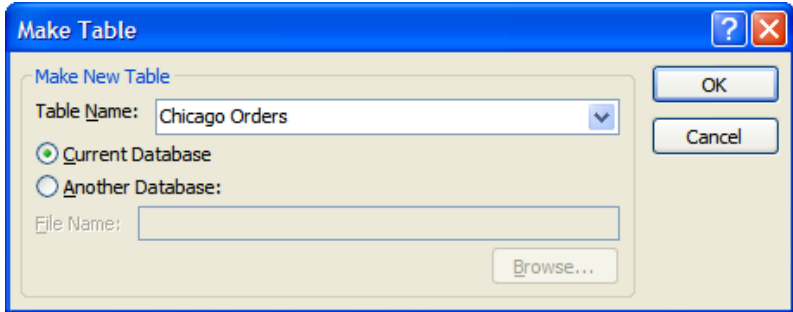 Make Table
Make New Table
Table Name: Chicago Orders
Current Database
Another Database:
File Name:
Browse...
OK
Cancel